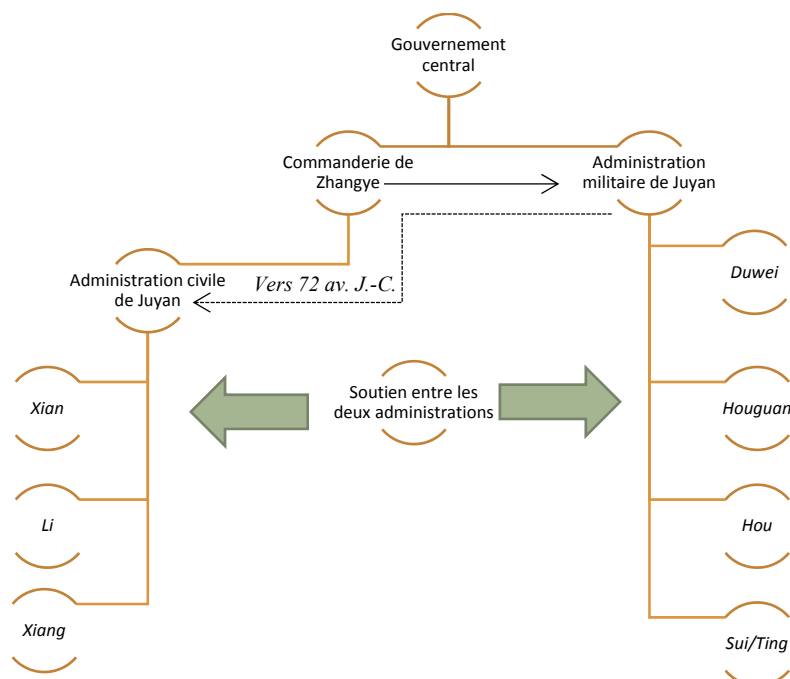 Gouvernement
central
Commanderie de
Zhangye
Administration
militaire de Juyan
Administration civile
de Juyan
Vers 72 av. J.-C.
Duwei
Xian
Soutien entre les
deux administrations
Houguan
Li
Hou
Xiang
Sui/Ting